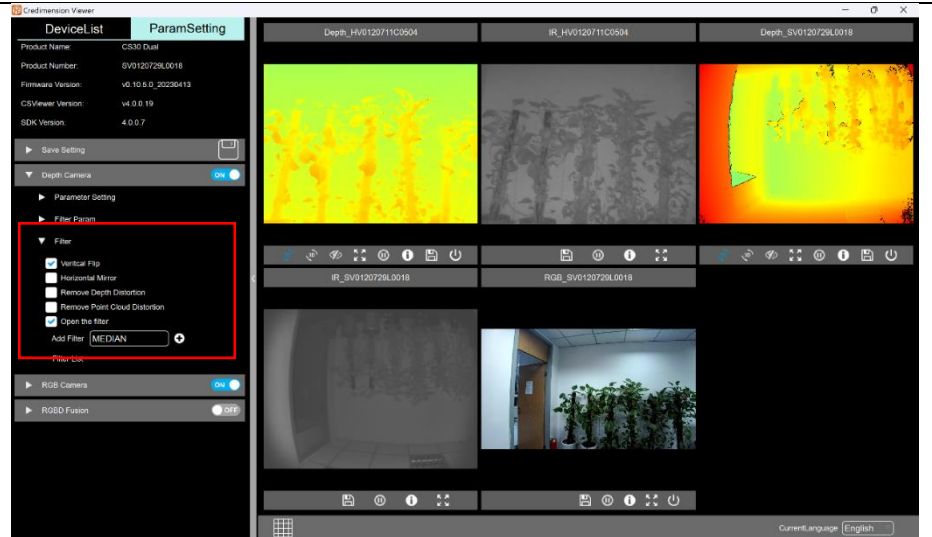 Credimension Viewer
DeviceList ParamSetting
Product Name: CS30 Dual
Product Number: SV0120729L0018
Firmware Version: v0.10.5.0_20230413
CSViewer Version: v4.0.0.19
SDK Version: 4.0.0.7
Save Setting
Depth Camera ON
Parameter Setting
Filter Param
Filter
Veritcal Flip
Horizontal Mirror
Remove Depth Distortion
Remove Point Cloud Distortion
Open the filter
Add Filter MEDIAN
Filter List
RGB Camera ON
RGBD Fusion OFF
Depth_HV0120711C0504
IR_HV0120711C0504
Depth_SV0120729L0018
IR_SV0120729L0018
RGB_SV0120729L0018
CurrentLanguage English